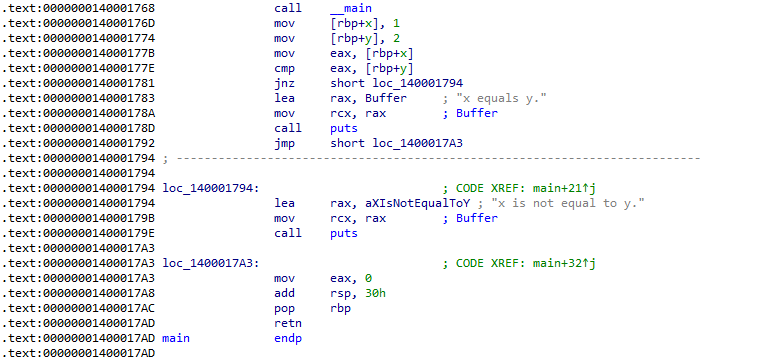 .text:0000000140001768 call __main
.text:000000014000176D mov [rbp+x], 1
.text:0000000140001774 mov [rbp+y], 2
.text:000000014000177B mov eax, [rbp+x]
.text:000000014000177E cmp eax, [rbp+y]
.text:0000000140001781 jnz short loc_140001794
.text:0000000140001783 lea rax, Buffer ; "x equals y."
.text:000000014000178A mov rcx, rax ; Buffer
.text:000000014000178D call puts
.text:0000000140001792 jmp short loc_1400017A3
.text:0000000140001794 ; ---------------------------------------------------------------------------
.text:0000000140001794
.text:0000000140001794 loc_140001794: ; CODE XREF: main+21↑j
.text:0000000140001794 lea rax, aXIsNotEqualToY ; "x is not equal to y."
.text:000000014000179B mov rcx, rax ; Buffer
.text:000000014000179E call puts
.text:00000001400017A3
.text:00000001400017A3 loc_1400017A3: ; CODE XREF: main+32↑j
.text:00000001400017A3 mov eax, 0
.text:00000001400017A8 add rsp, 30h
.text:00000001400017AC pop rbp
.text:00000001400017AD retn
.text:00000001400017AD main endp
.text:00000001400017AD